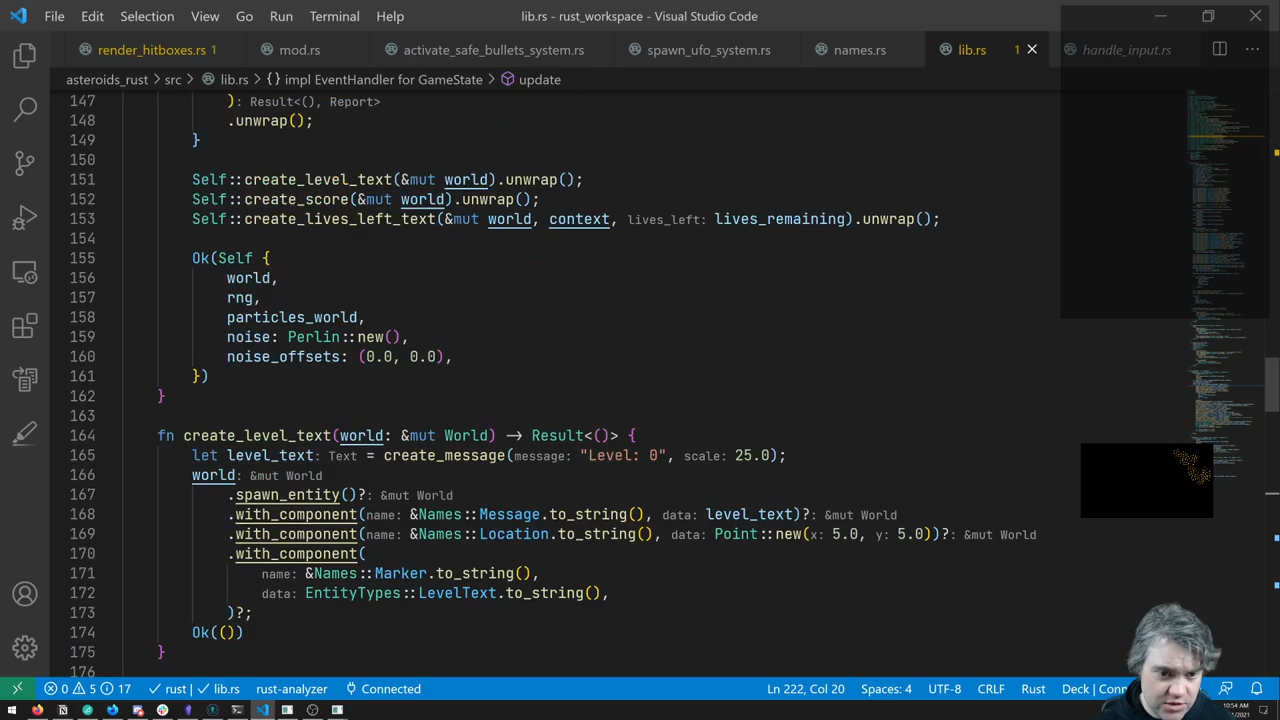 File Edit Selection View Go Run Terminal Help lib.rs - rust_workspace - Visual Studio Code
render_hitboxes.rs 1 mod.rs activate_safe_bullets_system.rs spawn_ufo_system.rs names.rs lib.rs 1 handle_input.rs
asteroids_rust > src > lib.rs > {} impl EventHandler for GameState > update
147 ): Result<(), Report>
148 .unwrap();
149 }
150
151 Self::create_level_text(&mut world).unwrap();
152 Self::create_score(&mut world).unwrap();
153 Self::create_lives_left_text(&mut world, context, lives_left: lives_remaining).unwrap();
154
155 Ok(Self {
156 world,
157 rng,
158 particles_world,
159 noise: Perlin::new(),
160 noise_offsets: (0.0, 0.0),
161 })
162 }
163
164 fn create_level_text(world: &mut World) -> Result<()> {
165 let level_text: Text = create_message(message: "Level: 0", scale: 25.0);
166 world: &mut World
167 .spawn_entity()?: &mut World
168 .with_component(name: &Names::Message.to_string(), data: level_text)?: &mut World
169 .with_component(name: &Names::Location.to_string(), data: Point::new(x: 5.0, y: 5.0))?: &mut World
170 .with_component(
171 name: &Names::Marker.to_string(),
172 data: EntityTypes::LevelText.to_string(),
173 )?;
174 Ok(())
175 }
176
0 5 17 rust | lib.rs rust-analyzer Connected Ln 222, Col 20 Spaces: 4 UTF-8 CRLF Rust Deck | Conn
10:54 AM